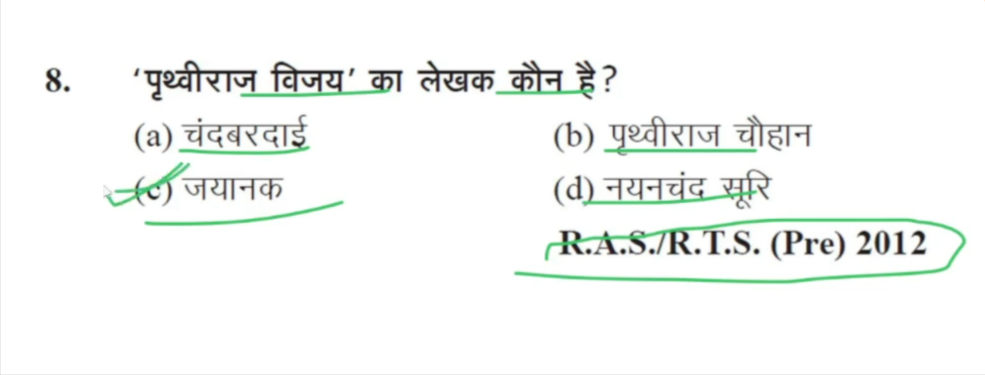 8. 'पृथ्वीराज विजय' का लेखक कौन है?
(a) चंदबरदाई (b) पृथ्वीराज चौहान
(c) जयानक (d) नयनचंद सूरि
R.A.S./R.T.S. (Pre) 2012